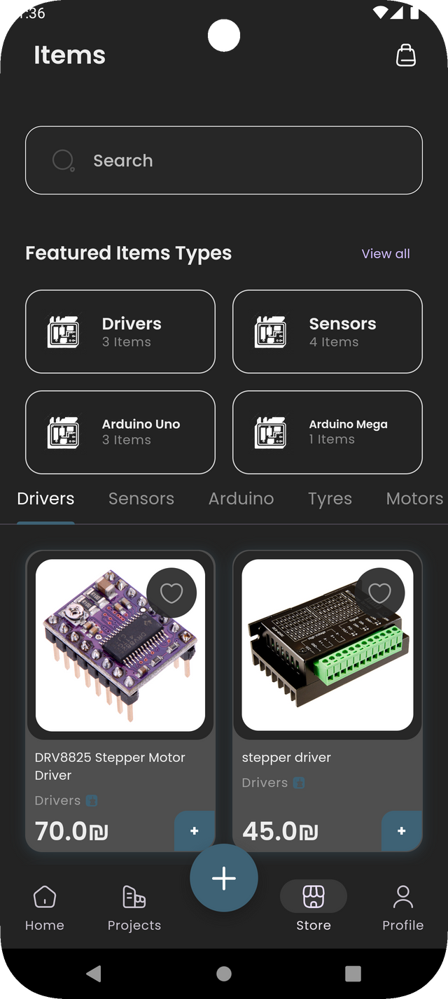 :36
Items
Search
Featured Items Types
View all
Drivers
3 Items
Sensors
4 Items
Arduino Uno
3 Items
Arduino Mega
1 Items
Drivers Sensors Arduino Tyres Motors
DRV8825
DRV8825 Stepper Motor
Driver
Drivers
70.0₪
+
stepper driver
Drivers
45.0₪
+
Home
Projects
Store
Profile